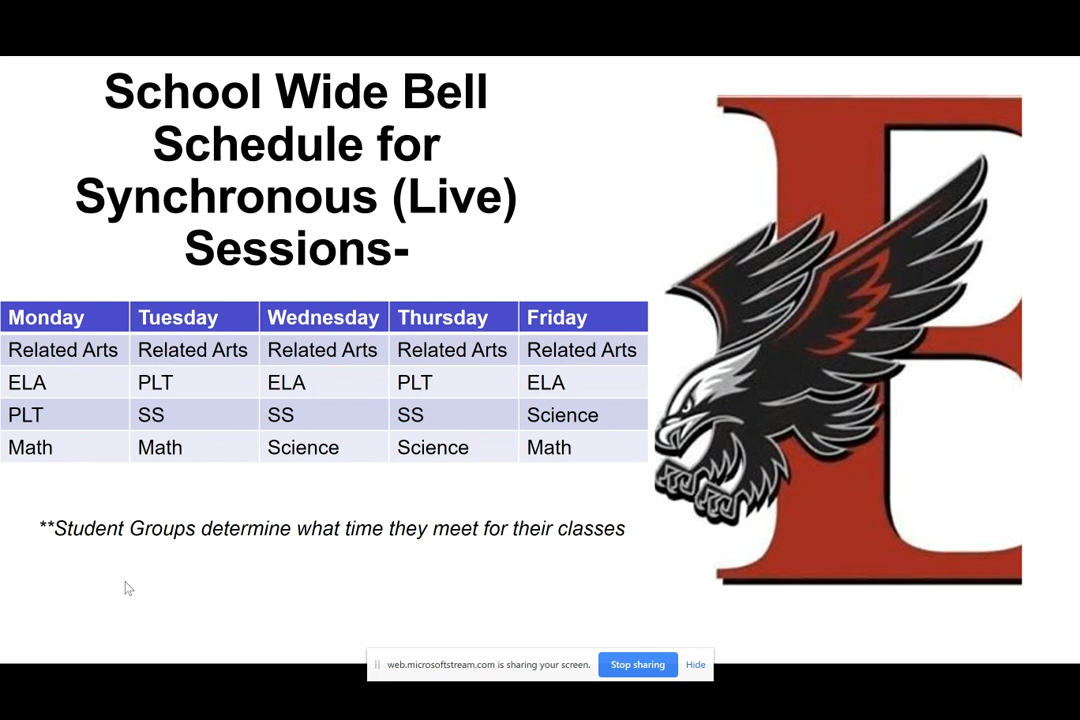 School Wide Bell
Schedule for
Synchronous (Live)
Sessions-
E
Monday Tuesday Wednesday Thursday Friday
Related Arts Related Arts Related Arts Related Arts Related Arts
ELA PLT ELA PLT ELA
PLT SS SS SS Science
Math Math Science Science Math
**Student Groups determine what time they meet for their classes
web.microsoftstream.com is sharing your screen. Stop sharing Hide